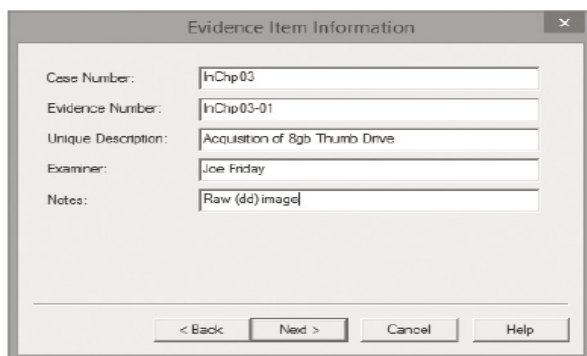 Evidence Item Information
Case Number: InChp03
Evidence Number: InChp03-01
Unique Description: Acquisition of 8gb Thumb Drive
Examiner: Joe Friday
Notes: Raw (dd) image
< Back Next > Cancel Help